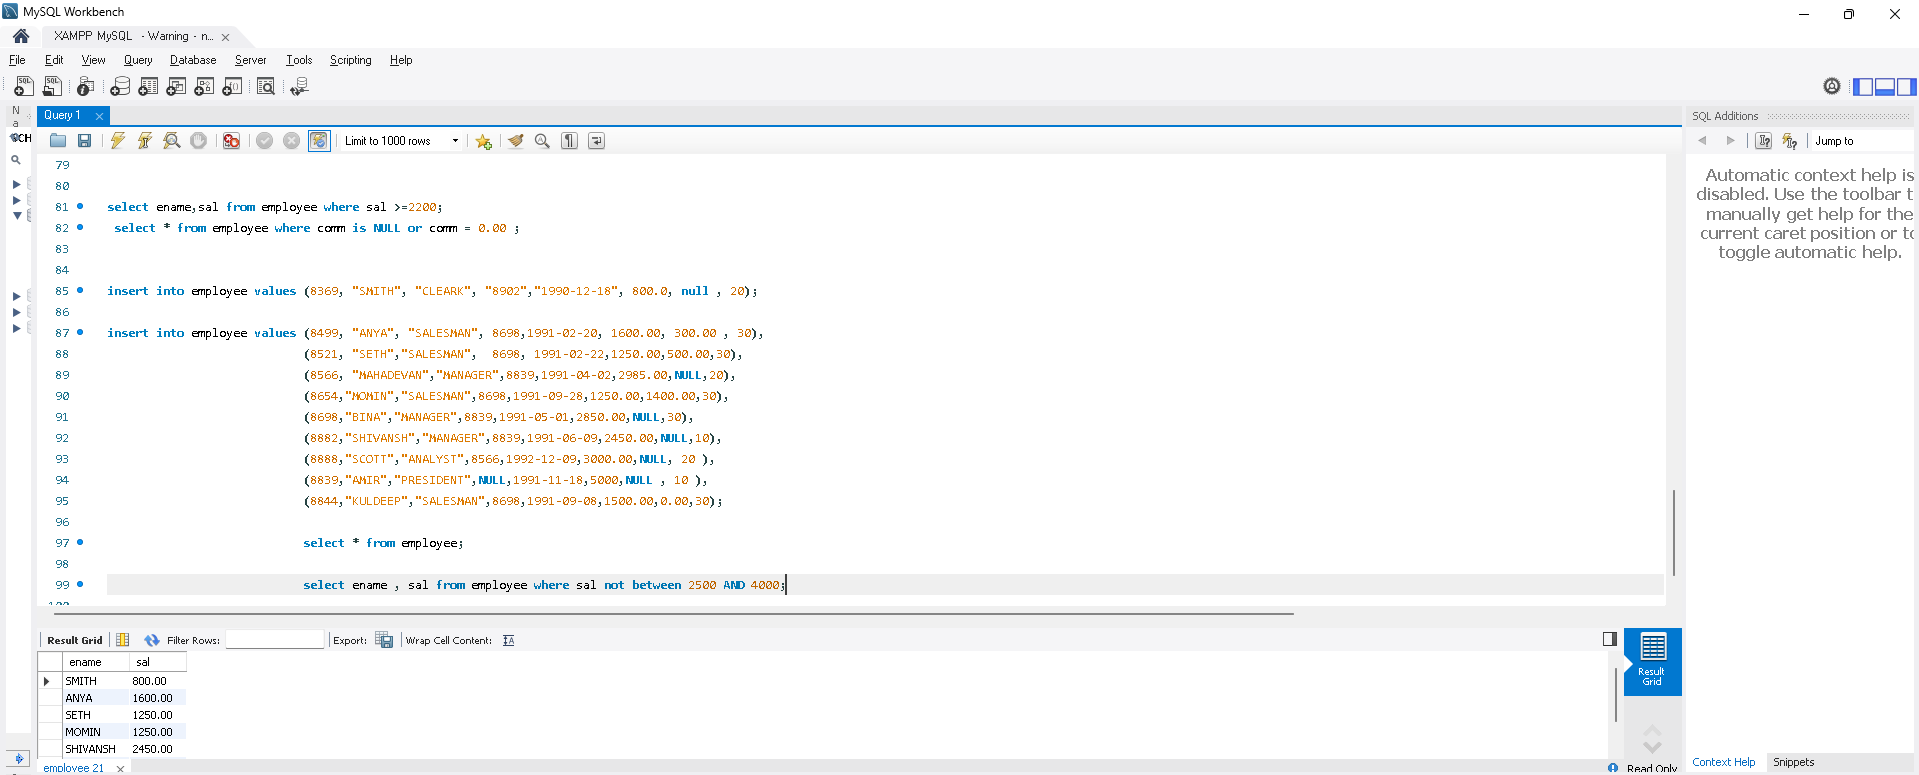 MySQL Workbench
XAMPP MySQL - Warning - n...
File Edit View Query Database Server Tools Scripting Help
Query 1
SQL Additions
Limit to 1000 rows
Jump to
79
80
81 select ename,sal from employee where sal >=2200;
82 select * from employee where comm is NULL or comm = 0.00 ;
83
84
85 insert into employee values (8369, "SMITH", "CLEARK", "8902","1990-12-18", 800.0, null , 20);
86
87 insert into employee values (8499, "ANYA", "SALESMAN", 8698,1991-02-20, 1600.00, 300.00 , 30),
88 (8521, "SETH","SALESMAN", 8698, 1991-02-22,1250.00,500.00,30),
89 (8566, "MAHADEVAN","MANAGER",8839,1991-04-02,2985.00,NULL,20),
90 (8654,"MOMIN","SALESMAN",8698,1991-09-28,1250.00,1400.00,30),
91 (8698,"BINA","MANAGER",8839,1991-05-01,2850.00,NULL,30),
92 (8882,"SHIVANSH","MANAGER",8839,1991-06-09,2450.00,NULL,10),
93 (8888,"SCOTT","ANALYST",8566,1992-12-09,3000.00,NULL, 20 ),
94 (8839,"AMIR","PRESIDENT",NULL,1991-11-18,5000,NULL , 10 ),
95 (8844,"KULDEEP","SALESMAN",8698,1991-09-08,1500.00,0.00,30);
96
97 select * from employee;
98
99 select ename , sal from employee where sal not between 2500 AND 4000;
Automatic context help is
disabled. Use the toolbar t
manually get help for the
current caret position or to
toggle automatic help.
Result Grid Filter Rows: Export: Wrap Cell Content:
ename sal
SMITH 800.00
ANYA 1600.00
SETH 1250.00
MOMIN 1250.00
SHIVANSH 2450.00
Result
Grid
employee 21
Read Only
Context Help Snippets